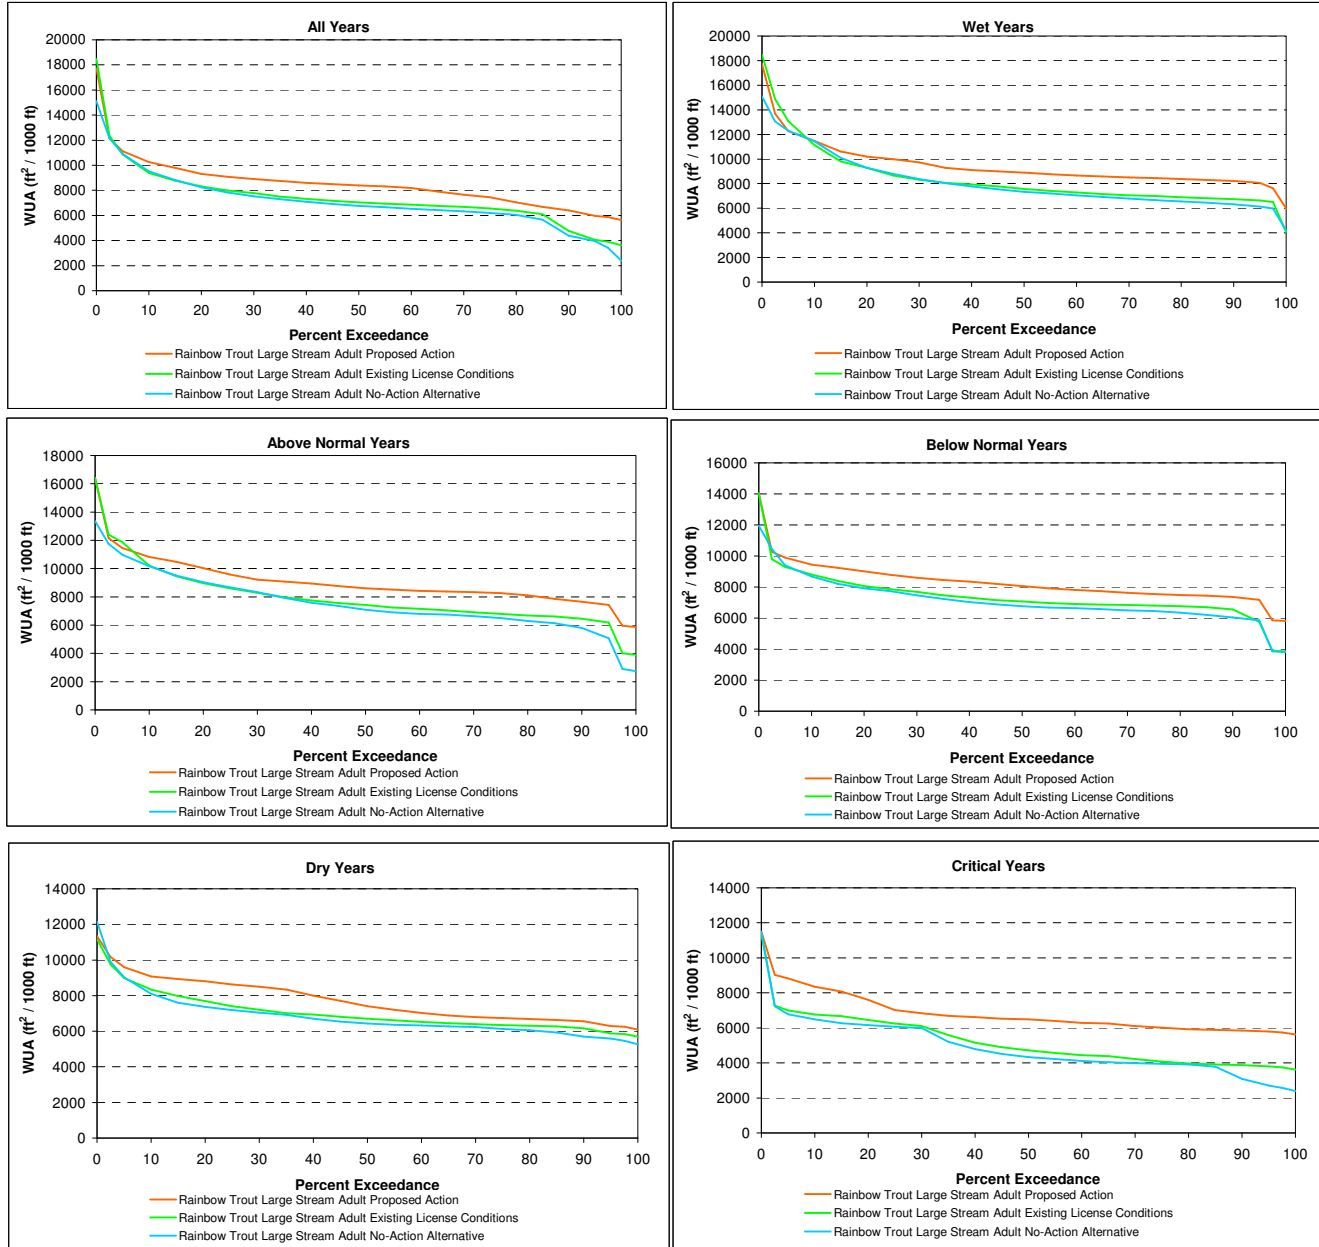 All Years
WUA (ft² / 1000 ft)
20000
18000
16000
14000
12000
10000
8000
6000
4000
2000
0
0 10 20 30 40 50 60 70 80 90 100
Percent Exceedance
Rainbow Trout Large Stream Adult Proposed Action
Rainbow Trout Large Stream Adult Existing License Conditions
Rainbow Trout Large Stream Adult No-Action Alternative
Wet Years
WUA (ft² / 1000 ft)
20000
18000
16000
14000
12000
10000
8000
6000
4000
2000
0
0 10 20 30 40 50 60 70 80 90 100
Percent Exceedance
Rainbow Trout Large Stream Adult Proposed Action
Rainbow Trout Large Stream Adult Existing License Conditions
Rainbow Trout Large Stream Adult No-Action Alternative
Above Normal Years
WUA (ft² / 1000 ft)
18000
16000
14000
12000
10000
8000
6000
4000
2000
0
0 10 20 30 40 50 60 70 80 90 100
Percent Exceedance
Rainbow Trout Large Stream Adult Proposed Action
Rainbow Trout Large Stream Adult Existing License Conditions
Rainbow Trout Large Stream Adult No-Action Alternative
Below Normal Years
WUA (ft² / 1000 ft)
16000
14000
12000
10000
8000
6000
4000
2000
0
0 10 20 30 40 50 60 70 80 90 100
Percent Exceedance
Rainbow Trout Large Stream Adult Proposed Action
Rainbow Trout Large Stream Adult Existing License Conditions
Rainbow Trout Large Stream Adult No-Action Alternative
Dry Years
WUA (ft² / 1000 ft)
14000
12000
10000
8000
6000
4000
2000
0
0 10 20 30 40 50 60 70 80 90 100
Percent Exceedance
Rainbow Trout Large Stream Adult Proposed Action
Rainbow Trout Large Stream Adult Existing License Conditions
Rainbow Trout Large Stream Adult No-Action Alternative
Critical Years
WUA (ft² / 1000 ft)
14000
12000
10000
8000
6000
4000
2000
0
0 10 20 30 40 50 60 70 80 90 100
Percent Exceedance
Rainbow Trout Large Stream Adult Proposed Action
Rainbow Trout Large Stream Adult Existing License Conditions
Rainbow Trout Large Stream Adult No-Action Alternative